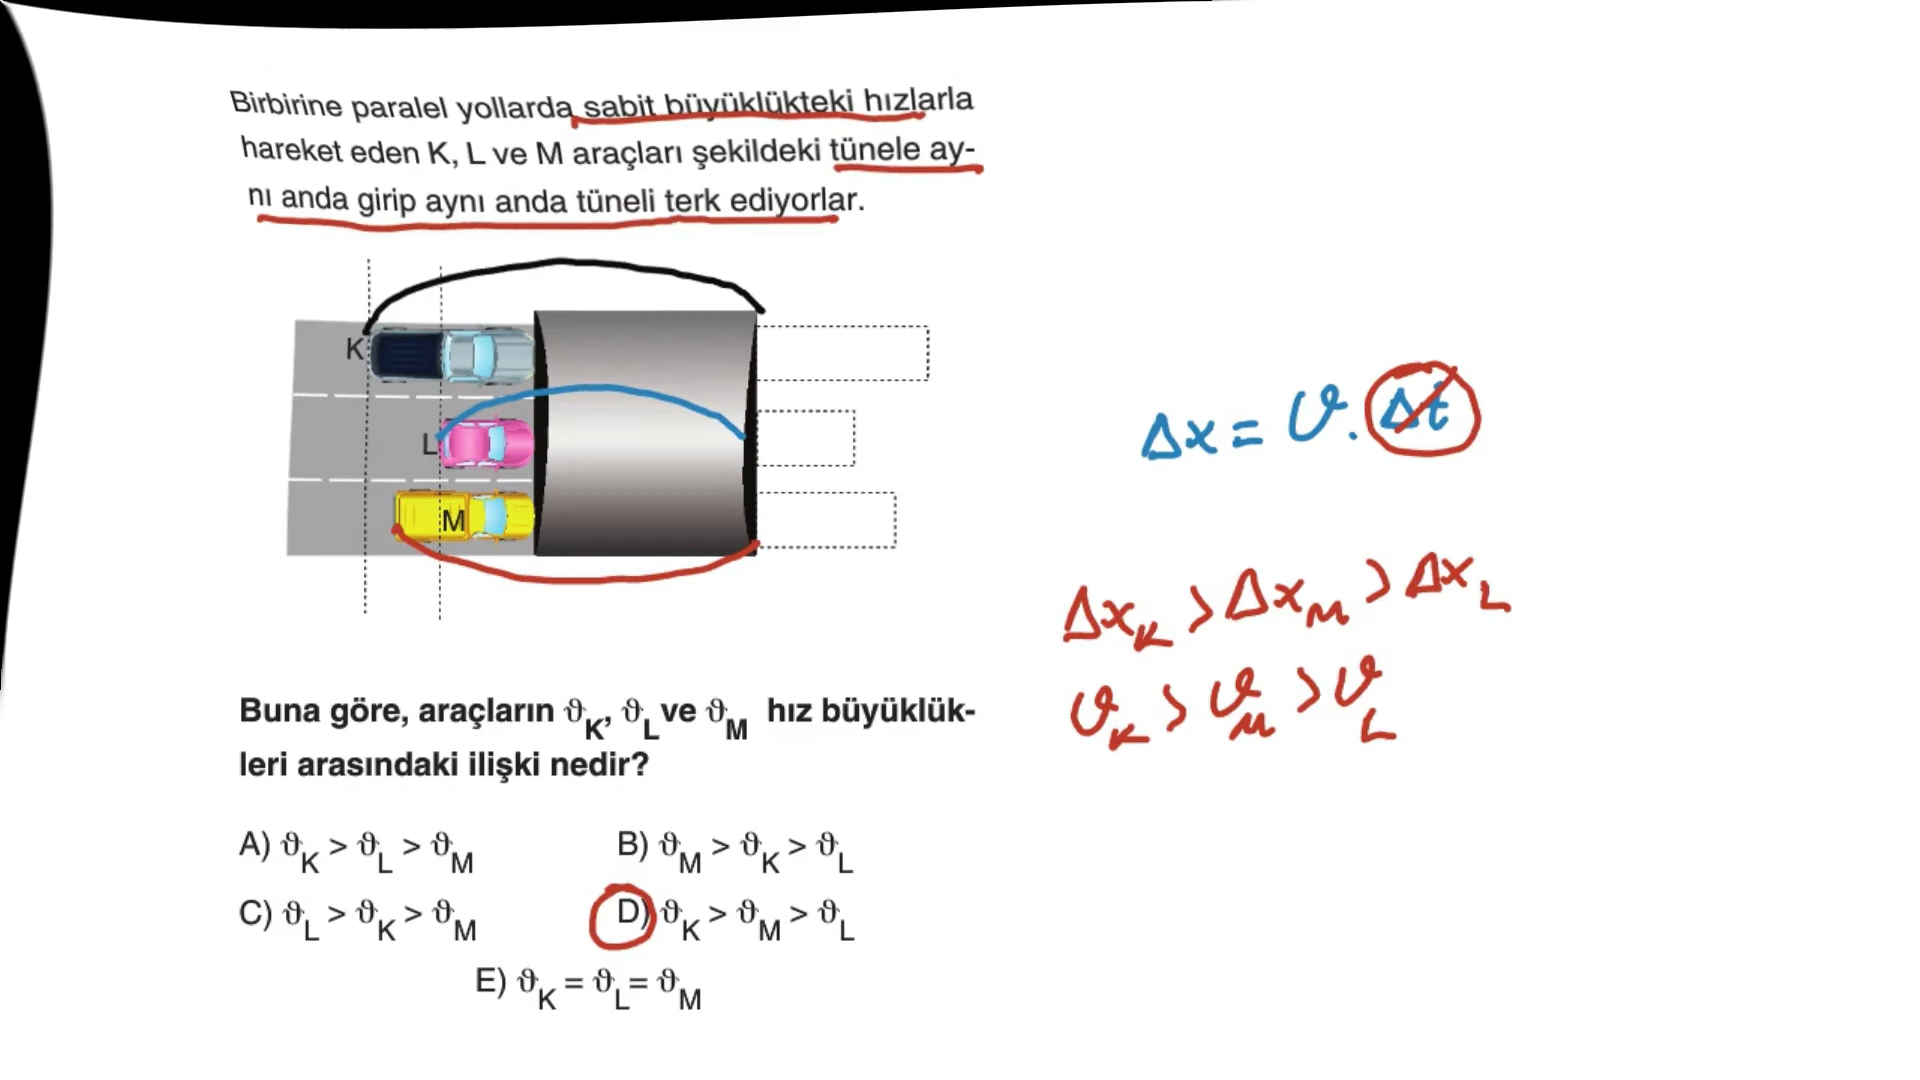 Birbirine paralel yollarda sabit büyüklükteki hızlarla
hareket eden K, L ve M araçları şekildeki tünele ay-
nı anda girip aynı anda tüneli terk ediyorlar.
K
L
M
Δx = ϑ . Δt
Δx_K > Δx_M > Δx_L
ϑ_K > ϑ_M > ϑ_L
Buna göre, araçların ϑ_K, ϑ_L ve ϑ_M hız büyüklük-
leri arasındaki ilişki nedir?
A) ϑ_K > ϑ_L > ϑ_M B) ϑ_M > ϑ_K > ϑ_L
C) ϑ_L > ϑ_K > ϑ_M D) ϑ_K > ϑ_M > ϑ_L
E) ϑ_K = ϑ_L = ϑ_M